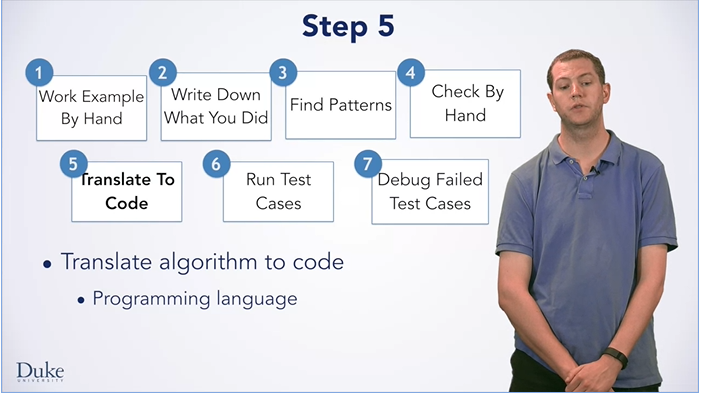 Step 5
1
Work Example
By Hand
2
Write Down
What You Did
3
Find Patterns
4
Check By
Hand
5
Translate To
Code
6
Run Test
Cases
7
Debug Failed
Test Cases
• Translate algorithm to code
• Programming language
Duke
UNIVERSITY